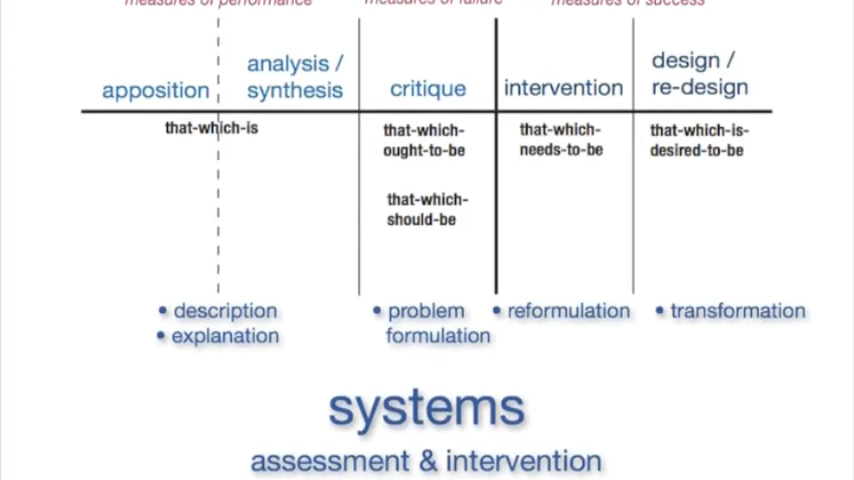 measures of performance measures of failure measures of success
apposition analysis / synthesis critique intervention design / re-design
that-which-is
that-which-
ought-to-be
that-which-
should-be
that-which-
needs-to-be
that-which-is-
desired-to-be
• description
• explanation
• problem
formulation
• reformulation
• transformation
systems
assessment & intervention